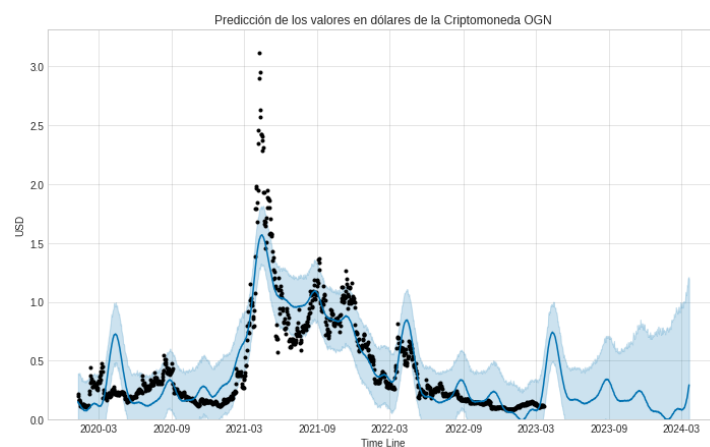 Predicción de los valores en dólares de la Criptomoneda OGN
3.0
2.5
2.0
1.5
1.0
0.5
0.0
USD
2020-03 2020-09 2021-03 2021-09 2022-03 2022-09 2023-03 2023-09 2024-03
Time Line